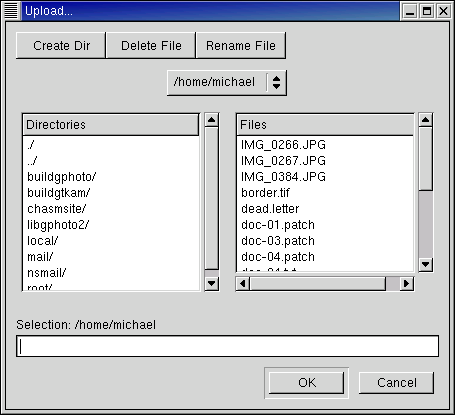 Upload...
Create Dir Delete File Rename File
/home/michael
Directories
./
../
buildgphoto/
buildgtkam/
chasmsite/
libgphoto2/
local/
mail/
nsmail/
root/
Files
IMG_0266.JPG
IMG_0267.JPG
IMG_0384.JPG
border.tif
dead.letter
doc-01.patch
doc-03.patch
doc-04.patch
Selection: /home/michael
OK Cancel